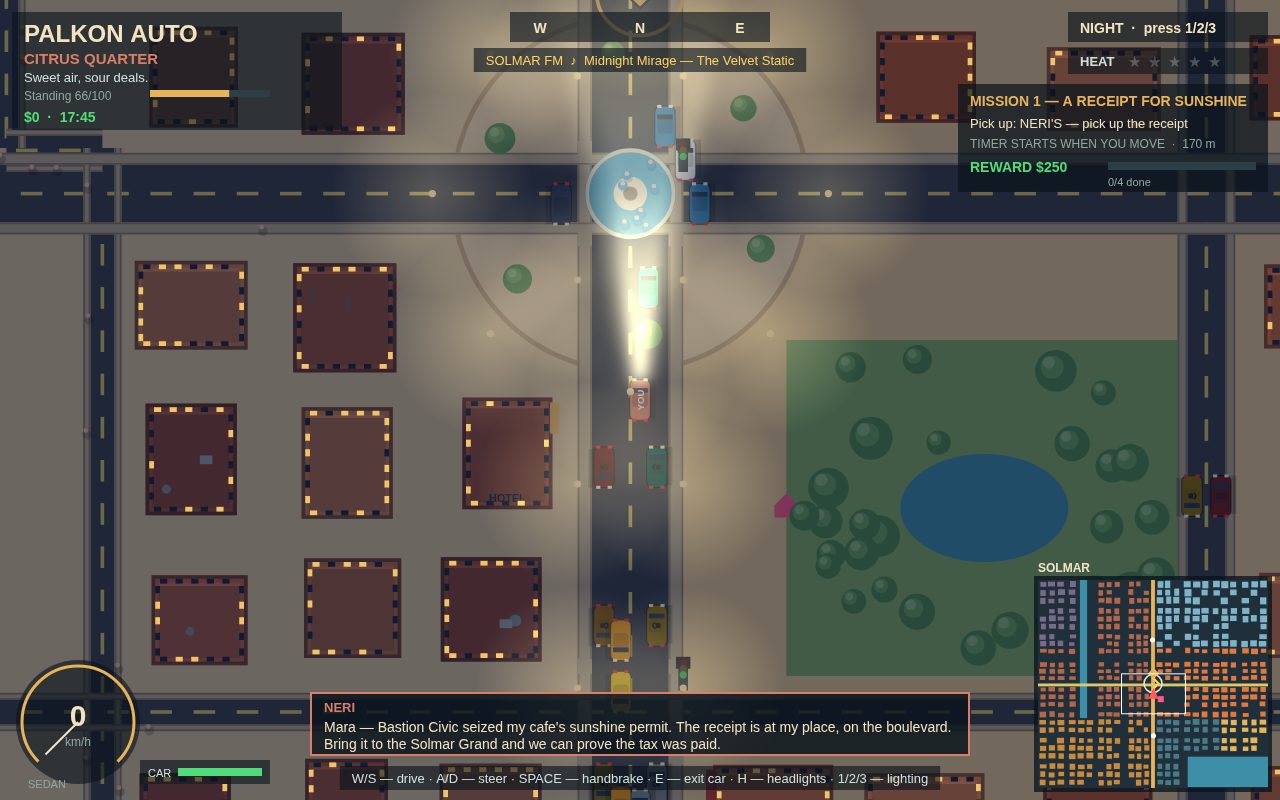 PALKON AUTO
CITRUS QUARTER
Sweet air, sour deals.
Standing 66/100
$0 · 17:45
W N E
SOLMAR FM ♪ Midnight Mirage — The Velvet Static
NIGHT · press 1/2/3
HEAT ★ ★ ★ ★ ★
MISSION 1 — A RECEIPT FOR SUNSHINE
Pick up: NERI'S — pick up the receipt
TIMER STARTS WHEN YOU MOVE · 170 m
REWARD $250
0/4 done
YOU
HOTEL
SOLMAR
0
km/h
SEDAN
CAR
NERI
Mara — Bastion Civic seized my cafe's sunshine permit. The receipt is at my place, on the boulevard.
Bring it to the Solmar Grand and we can prove the tax was paid.
W/S — drive · A/D — steer · SPACE — handbrake · E — exit car · H — headlights · 1/2/3 — lighting